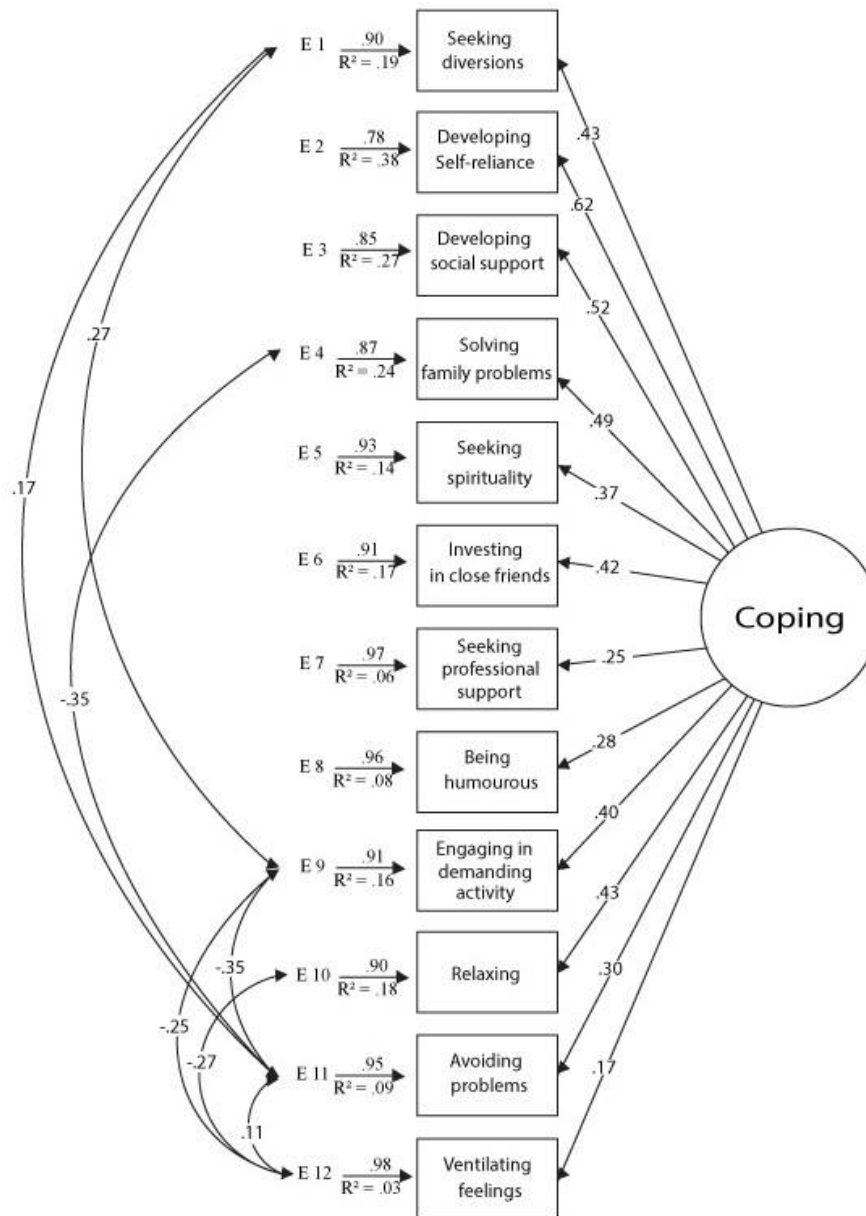 E 1
.90
R² = .19
Seeking
diversions
.43
E 2
.78
R² = .38
Developing
Self-reliance
.62
E 3
.85
R² = .27
Developing
social support
.52
.27
E 4
.87
R² = .24
Solving
family problems
.49
E 5
.93
R² = .14
Seeking
spirituality
.37
.17
E 6
.91
R² = .17
Investing
in close friends
.42
Coping
E 7
.97
R² = .06
Seeking
professional
support
.25
-.35
E 8
.96
R² = .08
Being
humourous
.28
E 9
.91
R² = .16
Engaging in
demanding
activity
.40
E 10
.90
R² = .18
Relaxing
.43
-.35
-.25
-.27
E 11
.95
R² = .09
Avoiding
problems
.30
.11
E 12
.98
R² = .03
Ventilating
feelings
.17